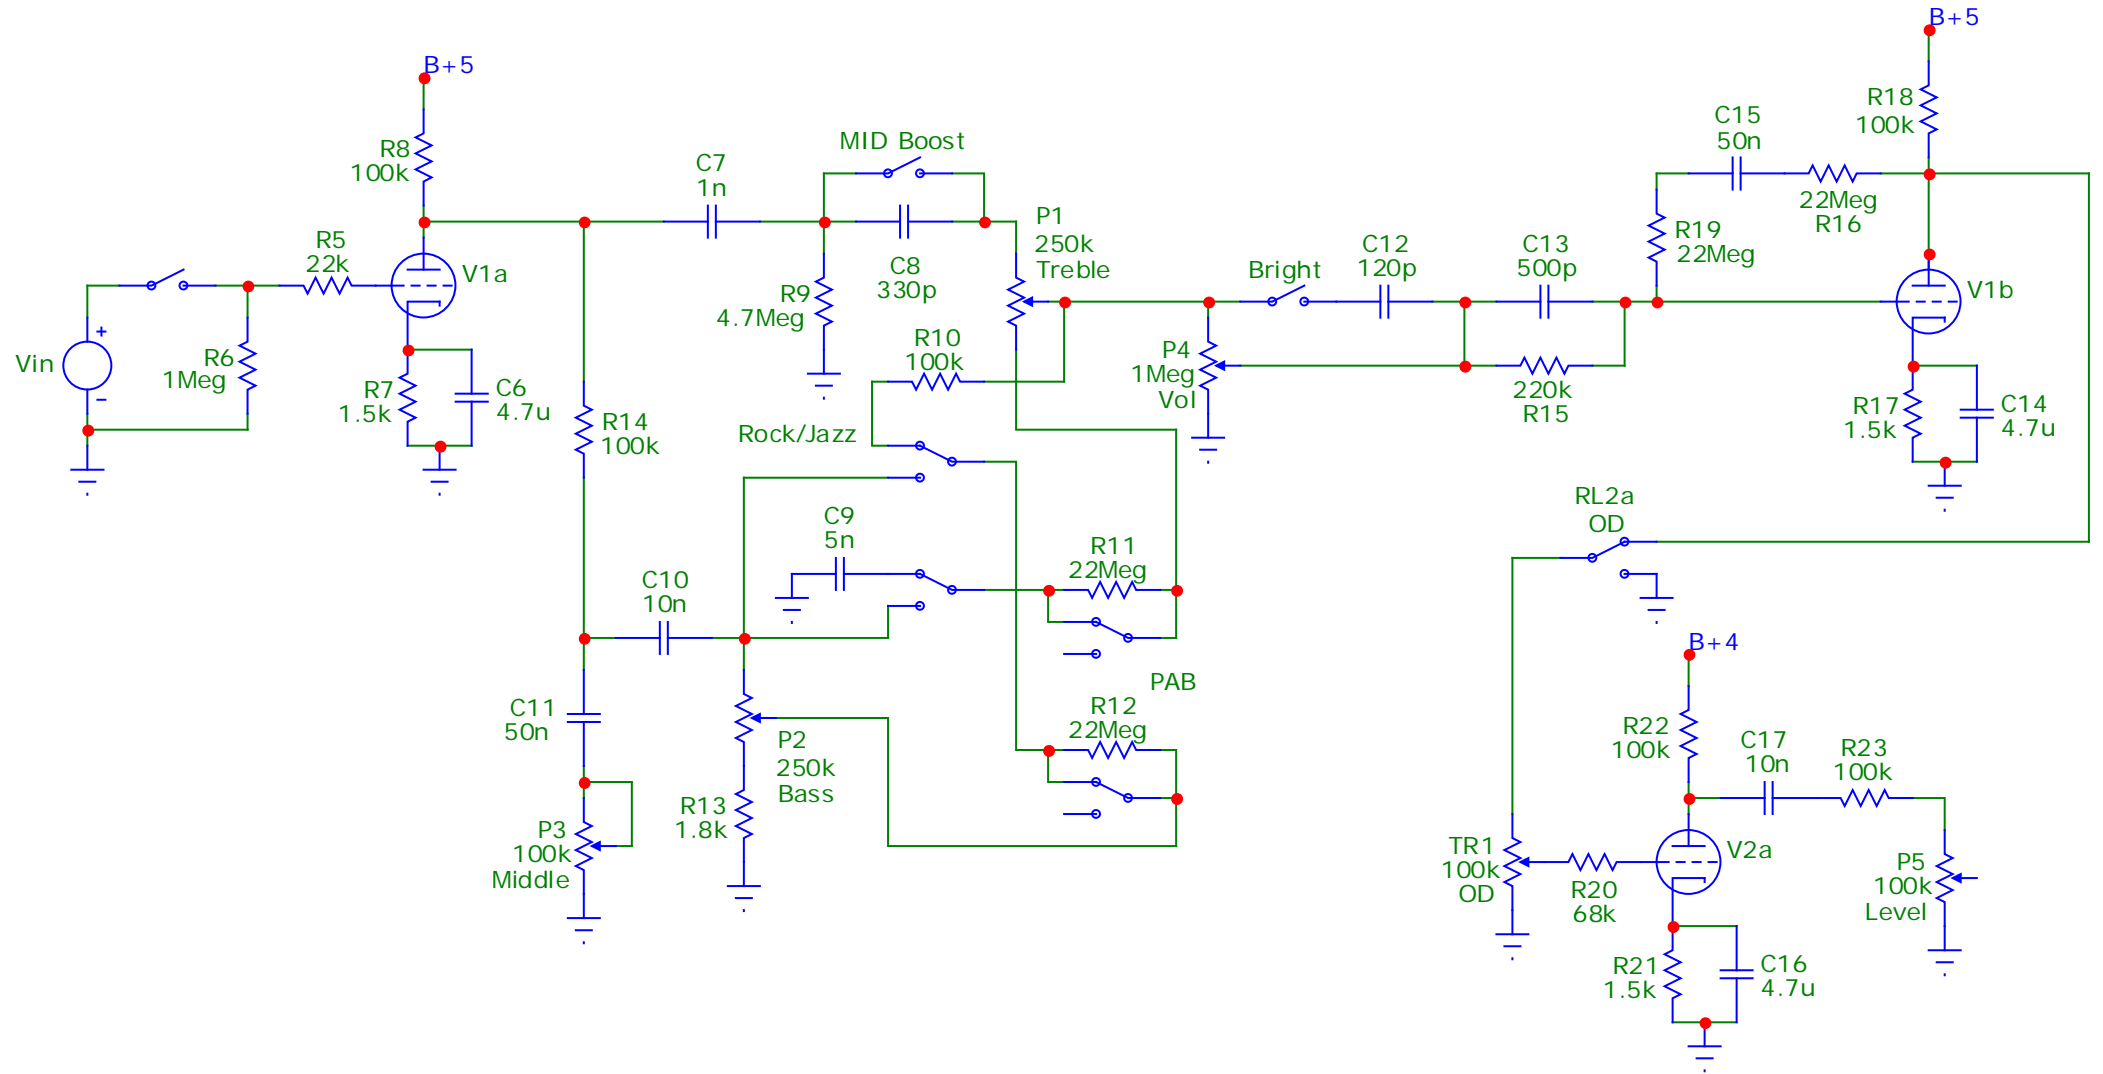 B+5
B+5
R18
100k
C15
50n
MID Boost
R8
100k
C7
1n
22Meg
R16
P1
250k
Treble
R5
22k
V1a
C8
330p
R19
22Meg
C12
120p
C13
500p
Bright
V1b
R9
4.7Meg
+
Vin
−
R6
1Meg
R10
100k
P4
1Meg
Vol
220k
R15
R7
1.5k
C6
4.7u
R17
1.5k
C14
4.7u
R14
100k
Rock/Jazz
RL2a
OD
C9
5n
R11
22Meg
C10
10n
B+4
PAB
C11
50n
R12
22Meg
P2
250k
Bass
R22
100k
C17
10n
R23
100k
R13
1.8k
P3
100k
Middle
TR1
100k
OD
V2a
R20
68k
P5
100k
Level
R21
1.5k
C16
4.7u